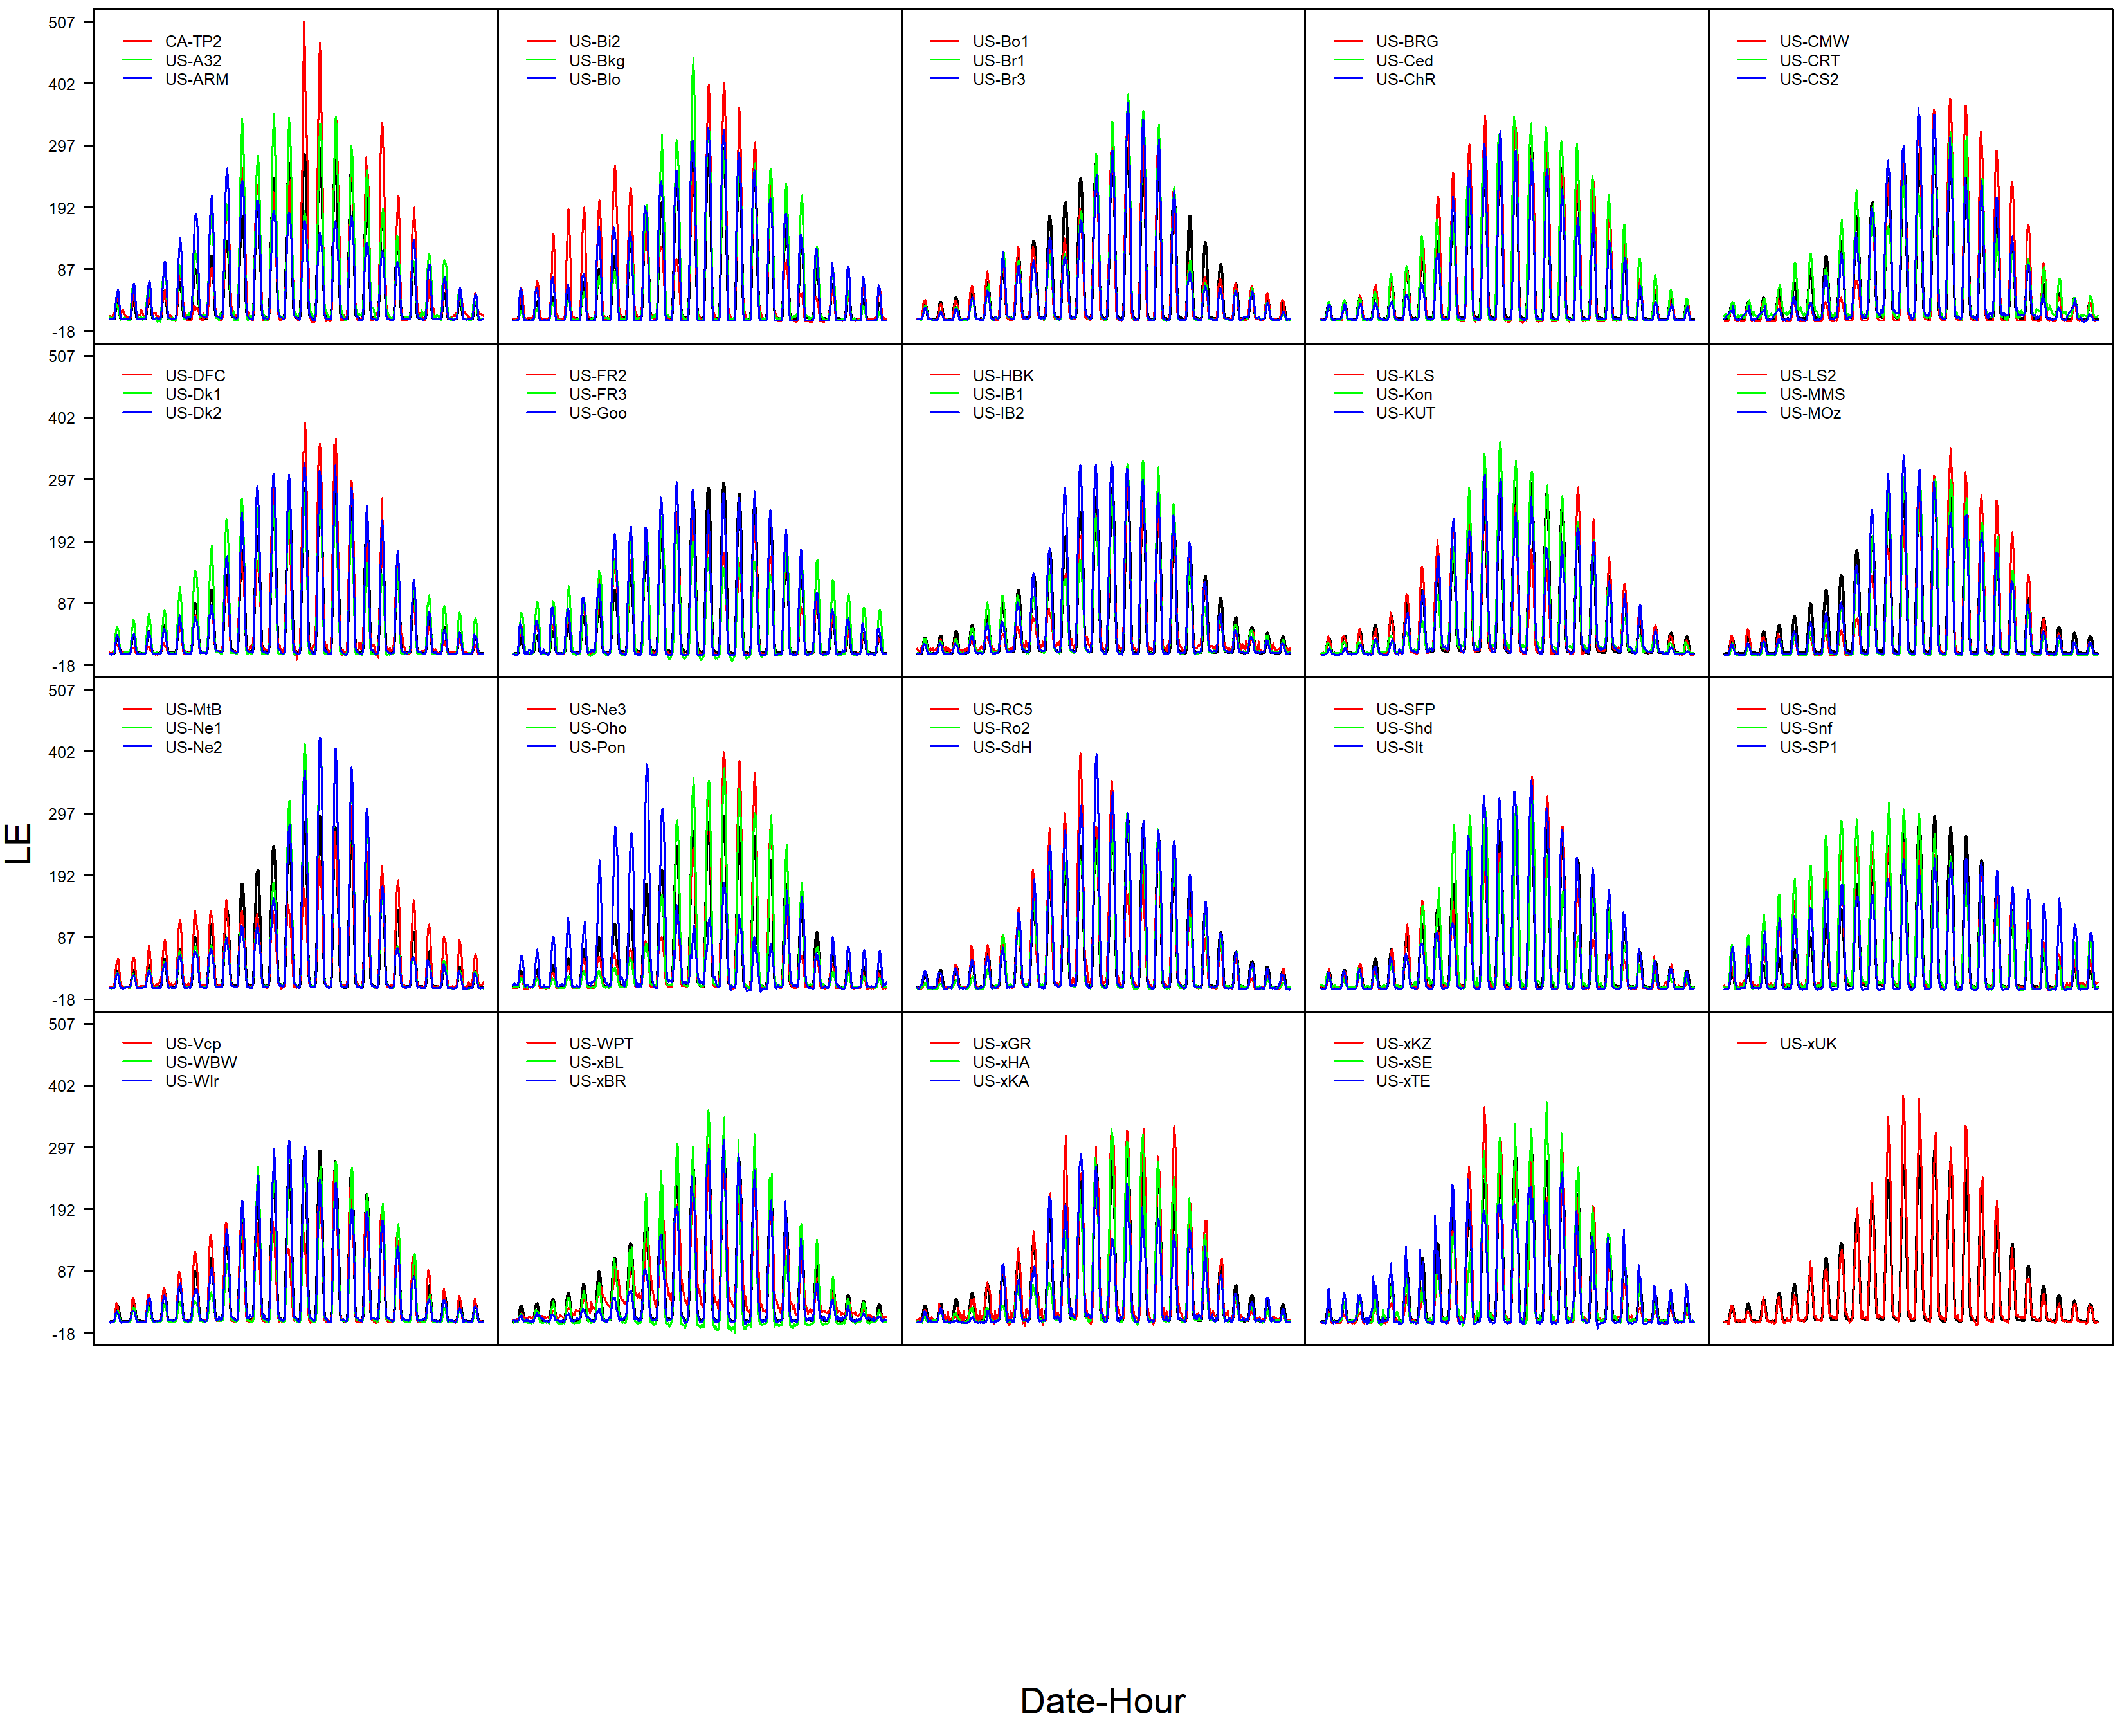 507
402
297
192
87
-18
CA-TP2
US-A32
US-ARM
US-Bi2
US-Bkg
US-Blo
US-Bo1
US-Br1
US-Br3
US-BRG
US-Ced
US-ChR
US-CMW
US-CRT
US-CS2
507
402
297
192
87
-18
US-DFC
US-Dk1
US-Dk2
US-FR2
US-FR3
US-Goo
US-HBK
US-IB1
US-IB2
US-KLS
US-Kon
US-KUT
US-LS2
US-MMS
US-MOz
507
402
297
192
87
-18
US-MtB
US-Ne1
US-Ne2
US-Ne3
US-Oho
US-Pon
US-RC5
US-Ro2
US-SdH
US-SFP
US-Shd
US-Slt
US-Snd
US-Snf
US-SP1
507
402
297
192
87
-18
US-Vcp
US-WBW
US-Wlr
US-WPT
US-xBL
US-xBR
US-xGR
US-xHA
US-xKA
US-xKZ
US-xSE
US-xTE
US-xUK
LE
Date-Hour